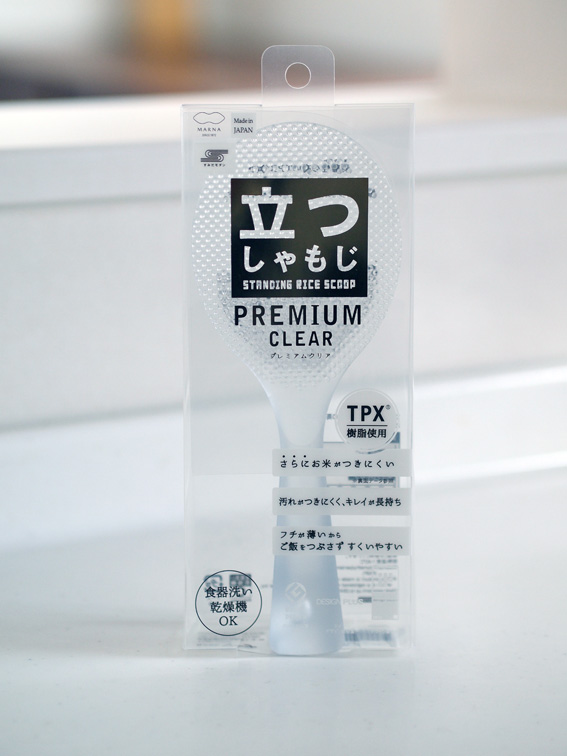 MARNA
Made in
JAPAN
立つ
しゃもじ
STANDING RICE SCOOP
PREMIUM
CLEAR
プレミアムクリア
TPX®
樹脂使用
さらにお米がつきにくい
汚れがつきにくく、キレイが長持ち
フチが薄いから
ご飯をつぶさず すくいやすい
食器洗い
乾燥機
OK